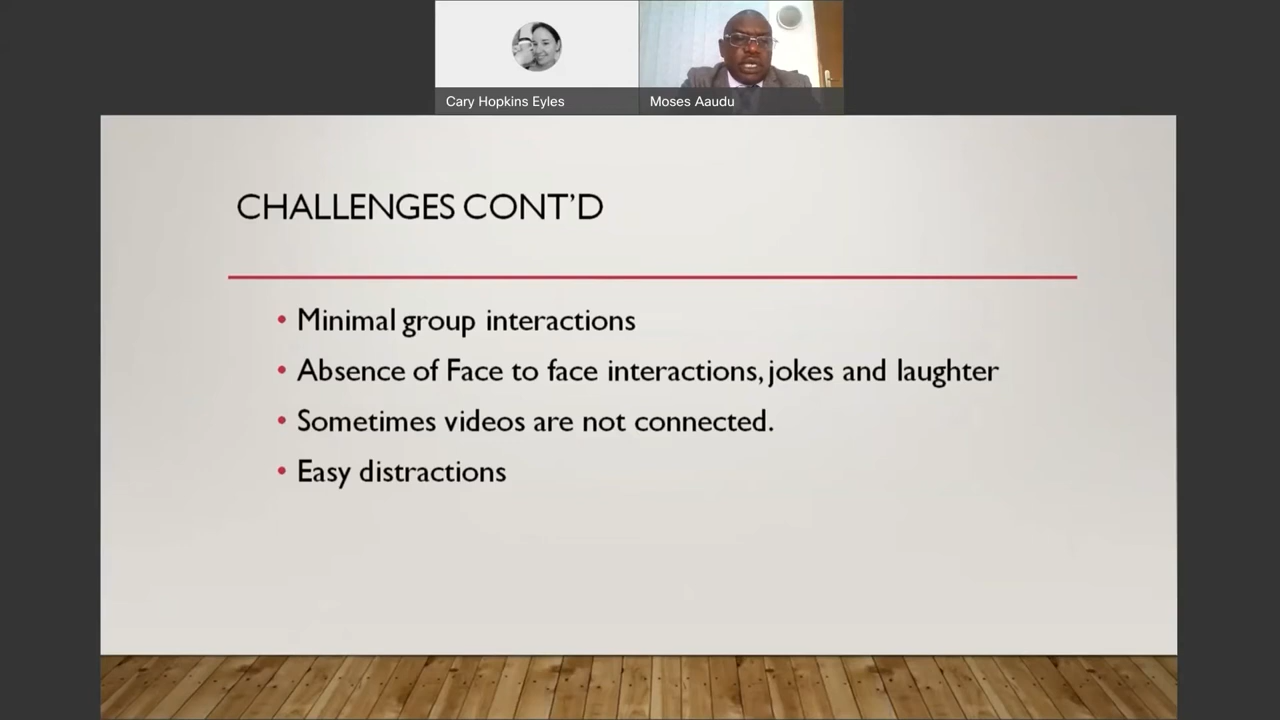 Cary Hopkins Eyles
Moses Aaudu
CHALLENGES CONT'D
• Minimal group interactions
• Absence of Face to face interactions, jokes and laughter
• Sometimes videos are not connected.
• Easy distractions